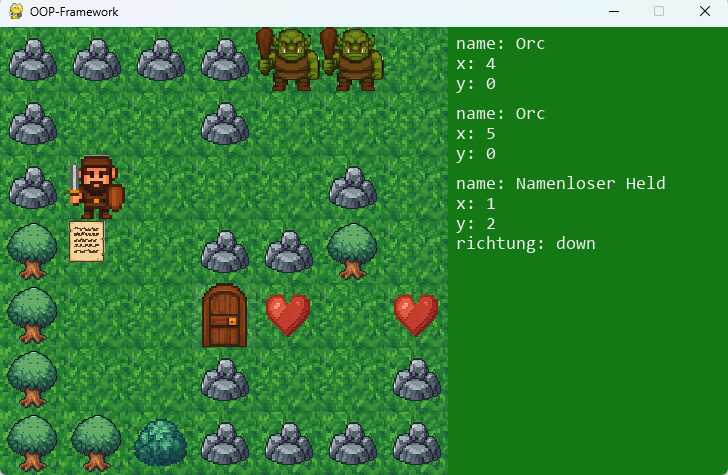 OOP-Framework
name: Orc
x: 4
y: 0
name: Orc
x: 5
y: 0
name: Namenloser Held
x: 1
y: 2
richtung: down